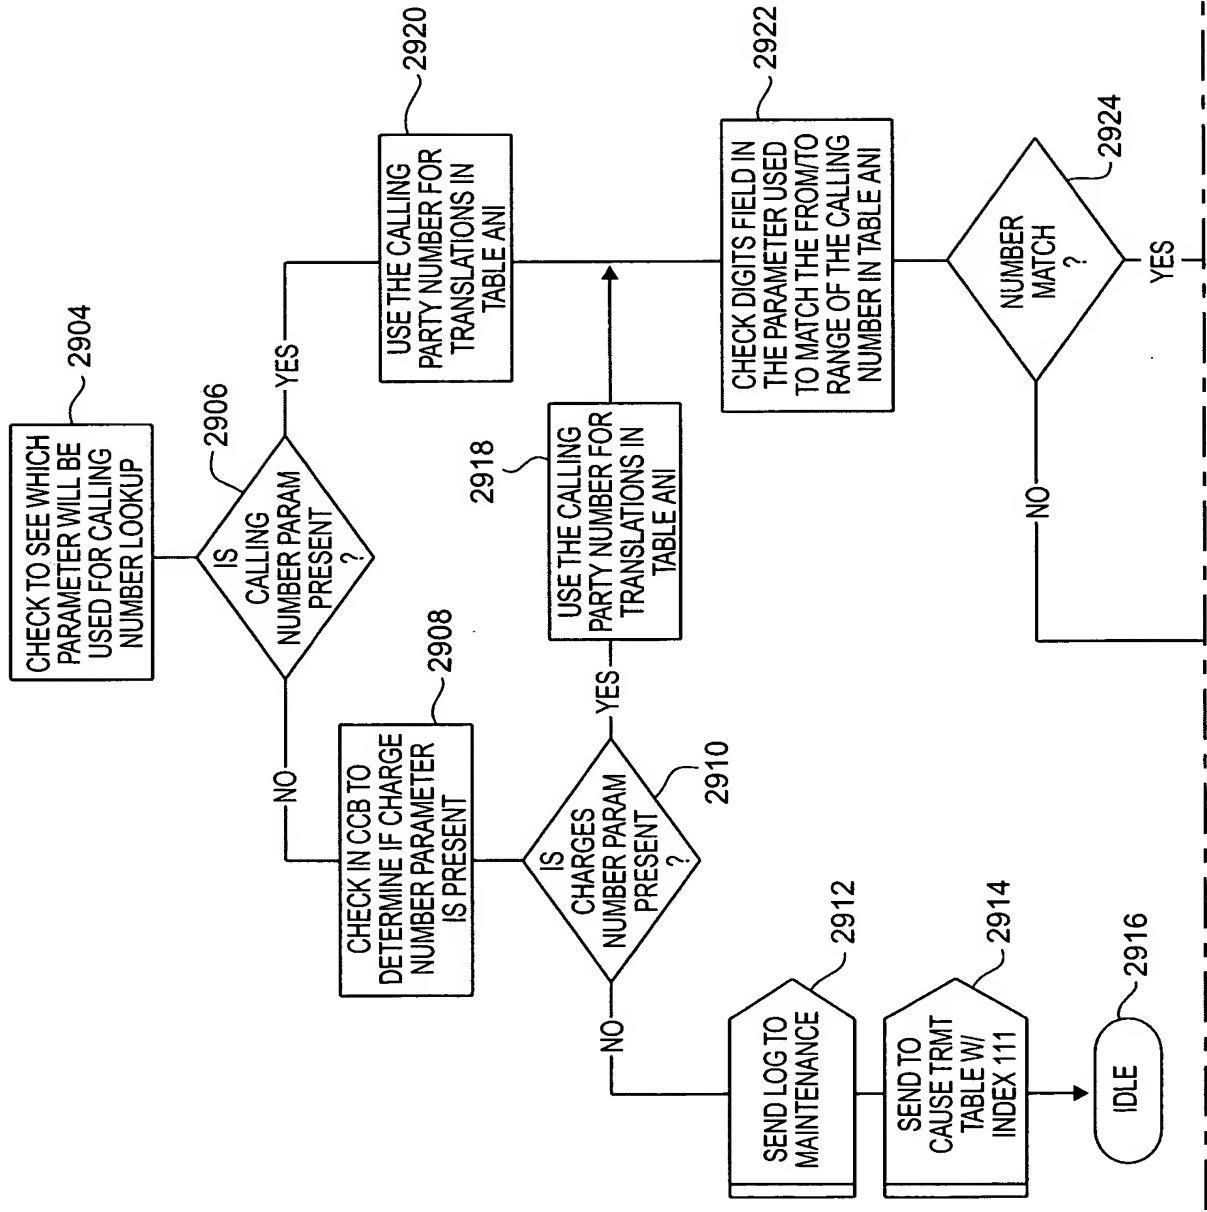 CHECK TO SEE WHICH
PARAMETER WILL BE
USED FOR CALLING
NUMBER LOOKUP
2904
IS
CALLING
NUMBER PARAM
PRESENT
?
2906
YES
NO
USE THE CALLING
PARTY NUMBER FOR
TRANSLATIONS IN
TABLE ANI
2920
CHECK IN CCB TO
DETERMINE IF CHARGE
NUMBER PARAMETER
IS PRESENT
2908
IS
CHARGES
NUMBER PARAM
PRESENT
?
2910
YES
NO
USE THE CALLING
PARTY NUMBER FOR
TRANSLATIONS IN
TABLE ANI
2918
SEND LOG TO
MAINTENANCE
2912
SEND TO
CAUSE TRMT
TABLE W/
INDEX 111
2914
IDLE
2916
CHECK DIGITS FIELD IN
THE PARAMETER USED
TO MATCH THE FROM/TO
RANGE OF THE CALLING
NUMBER IN TABLE ANI
2922
NUMBER
MATCH
?
2924
NO
YES